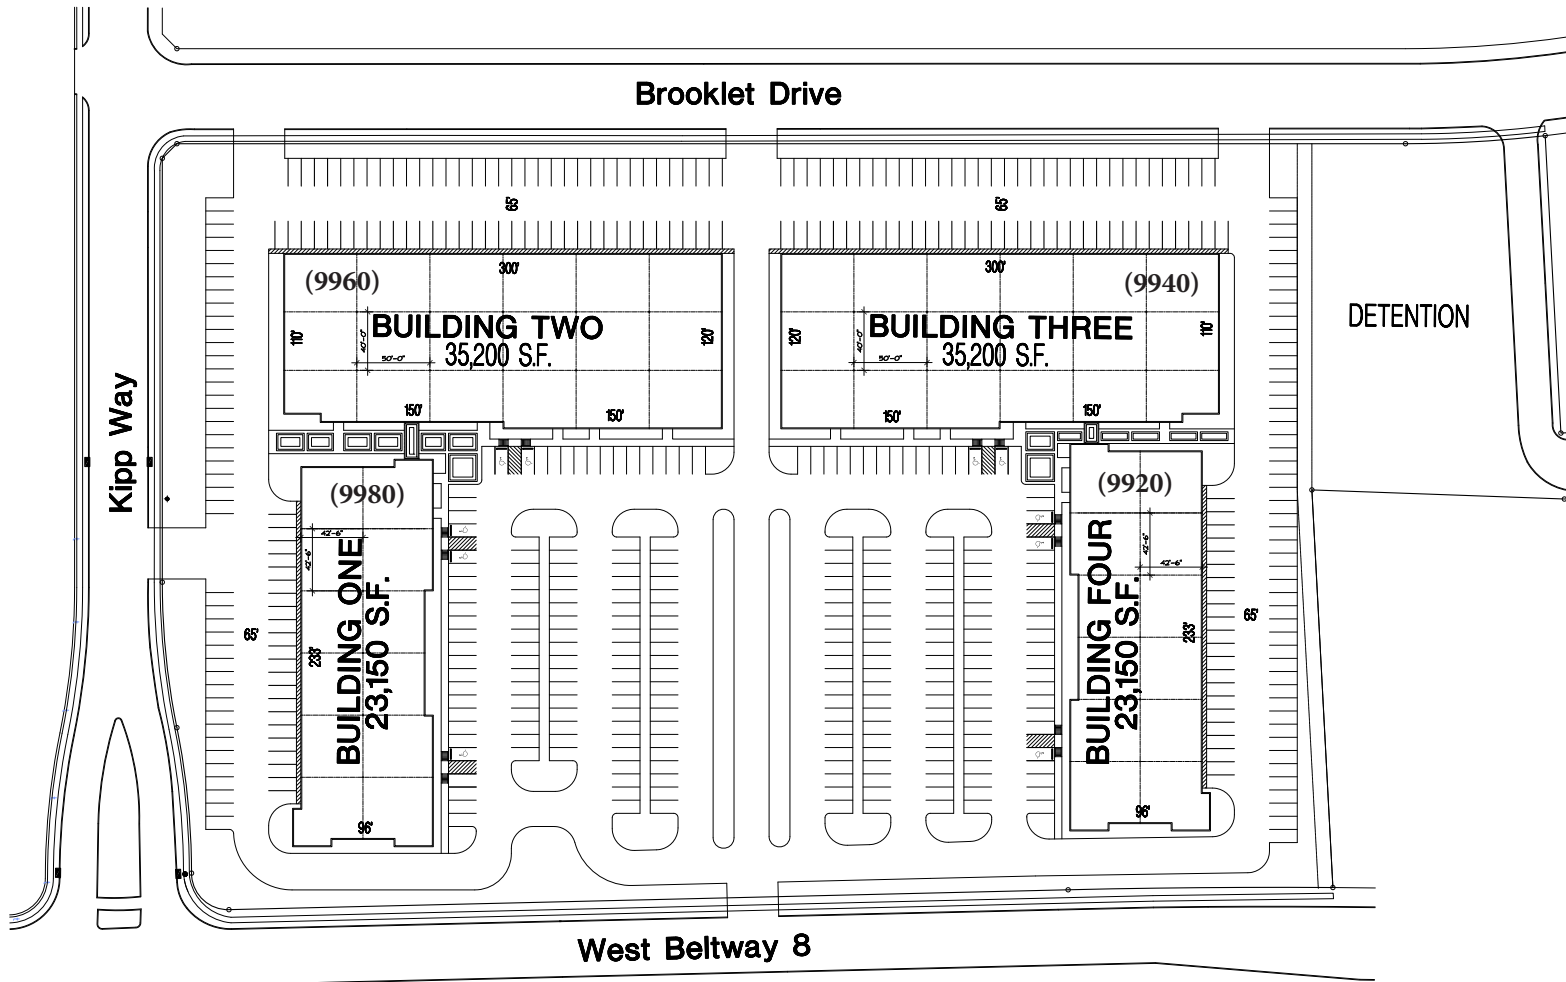 Brooklet Drive
65'
65'
(9960)
300'
BUILDING TWO
35,200 S.F.
110'
120'
40'-0"
50'-0"
150'
150'
300'
(9940)
BUILDING THREE
35,200 S.F.
120'
110'
40'-0"
50'-0"
150'
150'
DETENTION
Kipp Way
(9980)
42'-6"
42'-6"
BUILDING ONE
23,150 S.F.
65'
233'
96'
(9920)
42'-6"
42'-6"
BUILDING FOUR
23,150 S.F.
233'
65'
96'
West Beltway 8